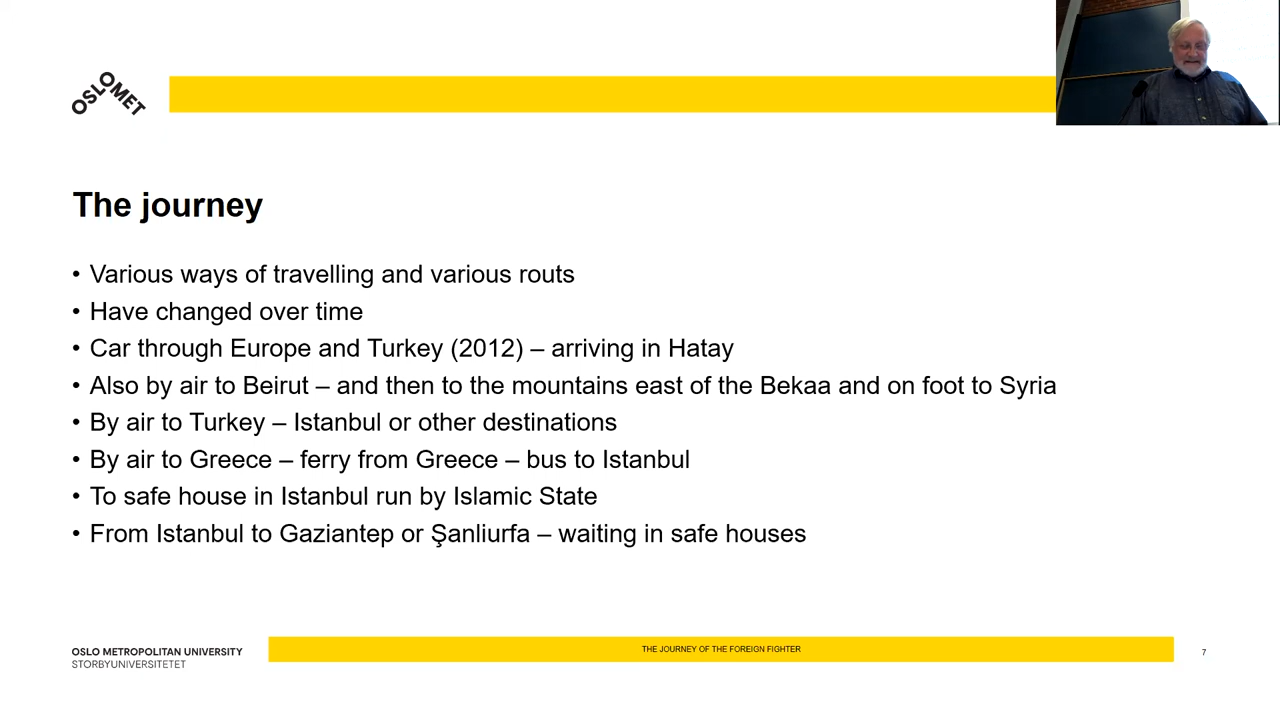 OSLOMET
The journey
• Various ways of travelling and various routs
• Have changed over time
• Car through Europe and Turkey (2012) – arriving in Hatay
• Also by air to Beirut – and then to the mountains east of the Bekaa and on foot to Syria
• By air to Turkey – Istanbul or other destinations
• By air to Greece – ferry from Greece – bus to Istanbul
• To safe house in Istanbul run by Islamic State
• From Istanbul to Gaziantep or Şanliurfa – waiting in safe houses
OSLO METROPOLITAN UNIVERSITY
STORBYUNIVERSITETET
THE JOURNEY OF THE FOREIGN FIGHTER
7